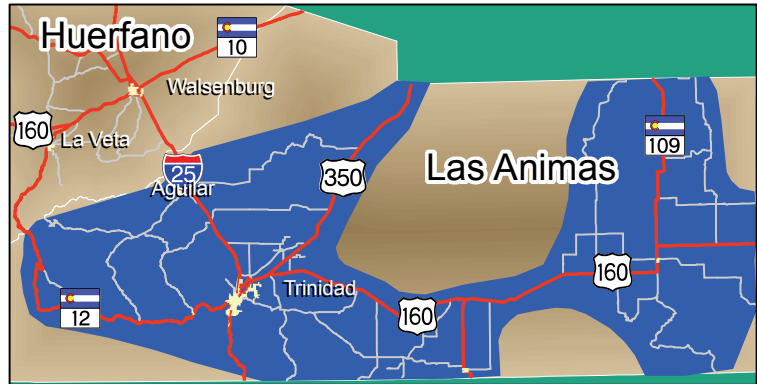 Huerfano
10
Walsenburg
160
La Veta
109
25
350
Las Animas
Aguilar
160
Trinidad
12
160